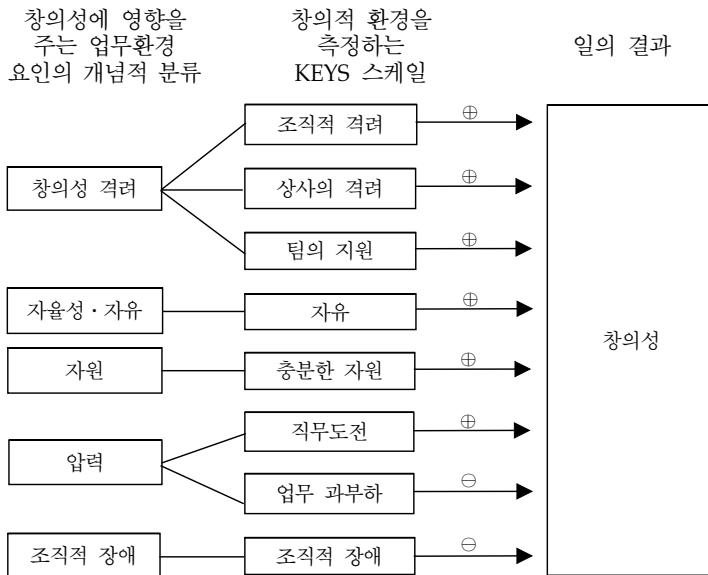 창의성에 영향을
주는 업무환경
요인의 개념적 분류
창의적 환경을
측정하는
KEYS 스케일
일의 결과
창의성 격려
조직적 격려
⊕
상사의 격려
⊕
팀의 지원
⊕
자율성 · 자유
자유
⊕
자원
충분한 자원
⊕
압력
직무도전
⊕
업무 과부하
⊖
조직적 장애
조직적 장애
⊖
창의성